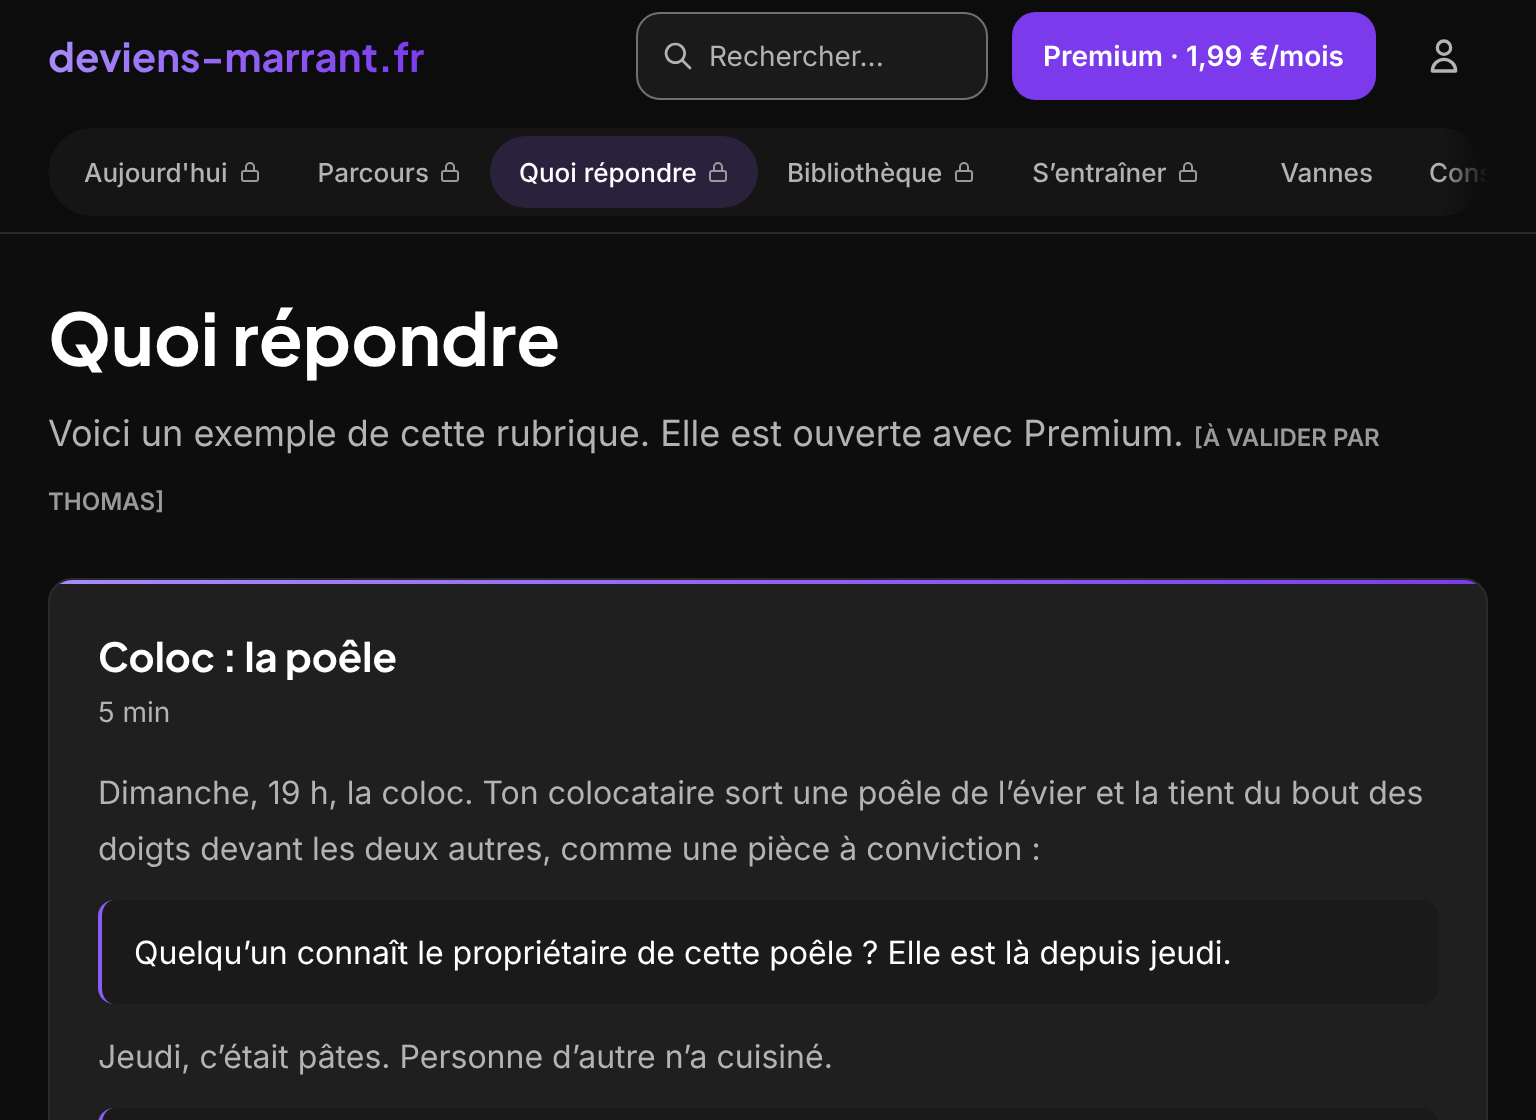 deviens-marrant.fr
Rechercher...
Premium · 1,99 €/mois
Aujourd'hui
Parcours
Quoi répondre
Bibliothèque
S’entraîner
Vannes
Quoi répondre
Voici un exemple de cette rubrique. Elle est ouverte avec Premium. [À VALIDER PAR
THOMAS]
Coloc : la poêle
5 min
Dimanche, 19 h, la coloc. Ton colocataire sort une poêle de l’évier et la tient du bout des
doigts devant les deux autres, comme une pièce à conviction :
Quelqu’un connaît le propriétaire de cette poêle ? Elle est là depuis jeudi.
Jeudi, c’était pâtes. Personne d’autre n’a cuisiné.